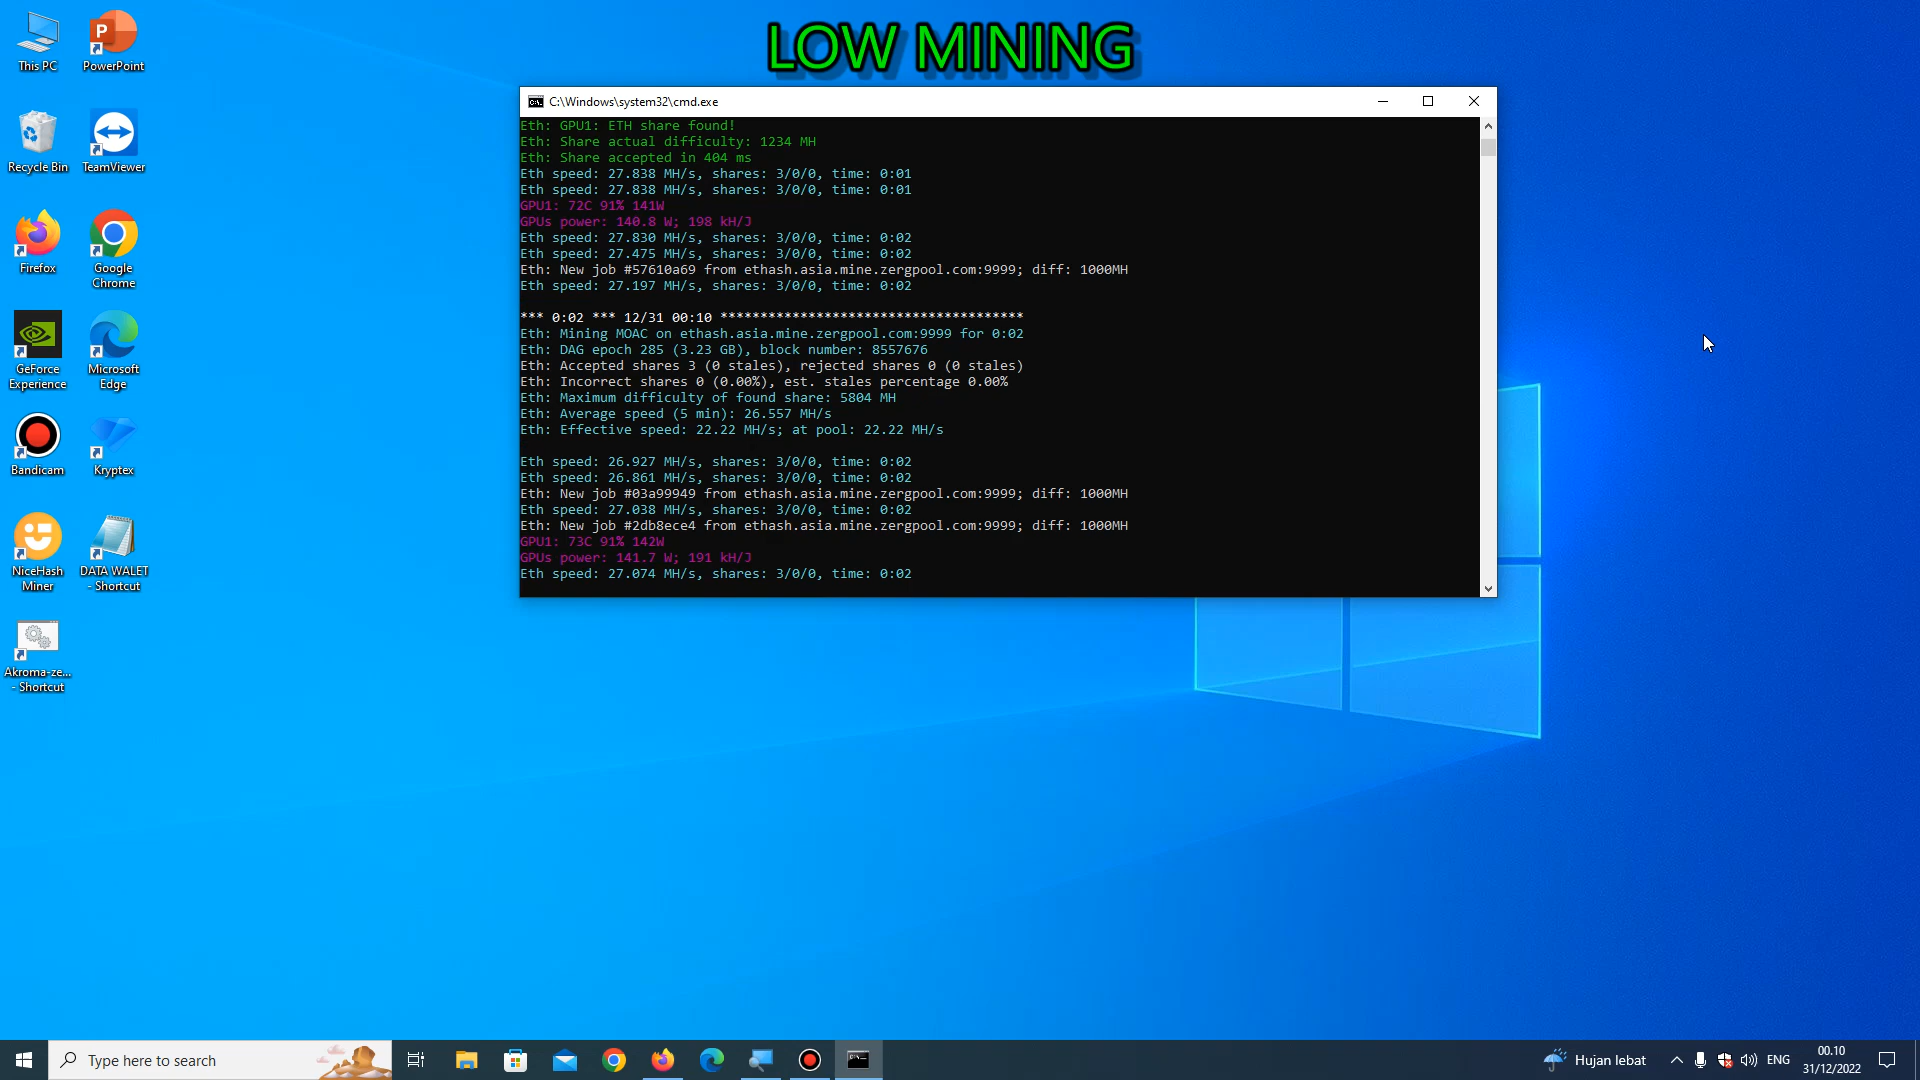 LOW MINING
This PC
PowerPoint
Recycle Bin
TeamViewer
Firefox
Google
Chrome
GeForce
Experience
Microsoft
Edge
Bandicam
Kryptex
NiceHash
Miner
DATA WALET
- Shortcut
Akroma-ze...
- Shortcut
C:\Windows\system32\cmd.exe
Eth: GPU1: ETH share found!
Eth: Share actual difficulty: 1234 MH
Eth: Share accepted in 404 ms
Eth speed: 27.838 MH/s, shares: 3/0/0, time: 0:01
Eth speed: 27.838 MH/s, shares: 3/0/0, time: 0:01
GPU1: 72C 91% 141W
GPUs power: 140.8 W; 198 kH/J
Eth speed: 27.830 MH/s, shares: 3/0/0, time: 0:02
Eth speed: 27.475 MH/s, shares: 3/0/0, time: 0:02
Eth: New job #57610a69 from ethash.asia.mine.zergpool.com:9999; diff: 1000MH
Eth speed: 27.197 MH/s, shares: 3/0/0, time: 0:02
*** 0:02 *** 12/31 00:10 **************************************
Eth: Mining MOAC on ethash.asia.mine.zergpool.com:9999 for 0:02
Eth: DAG epoch 285 (3.23 GB), block number: 8557676
Eth: Accepted shares 3 (0 stales), rejected shares 0 (0 stales)
Eth: Incorrect shares 0 (0.00%), est. stales percentage 0.00%
Eth: Maximum difficulty of found share: 5804 MH
Eth: Average speed (5 min): 26.557 MH/s
Eth: Effective speed: 22.22 MH/s; at pool: 22.22 MH/s
Eth speed: 26.927 MH/s, shares: 3/0/0, time: 0:02
Eth speed: 26.861 MH/s, shares: 3/0/0, time: 0:02
Eth: New job #03a99949 from ethash.asia.mine.zergpool.com:9999; diff: 1000MH
Eth speed: 27.038 MH/s, shares: 3/0/0, time: 0:02
Eth: New job #2db8ece4 from ethash.asia.mine.zergpool.com:9999; diff: 1000MH
GPU1: 73C 91% 142W
GPUs power: 141.7 W; 191 kH/J
Eth speed: 27.074 MH/s, shares: 3/0/0, time: 0:02
Type here to search
Hujan lebat
ENG
00.10
31/12/2022